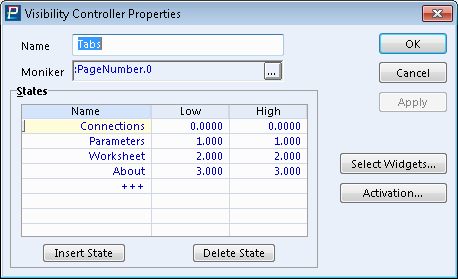 Visibility Controller Properties
Name Tabs OK
Moniker :PageNumber.0 ... Cancel
Apply
States
Name Low High
Connections 0.0000 0.0000
Parameters 1.000 1.000
Worksheet 2.000 2.000
About 3.000 3.000
+++
Select Widgets...
Activation...
Insert State Delete State